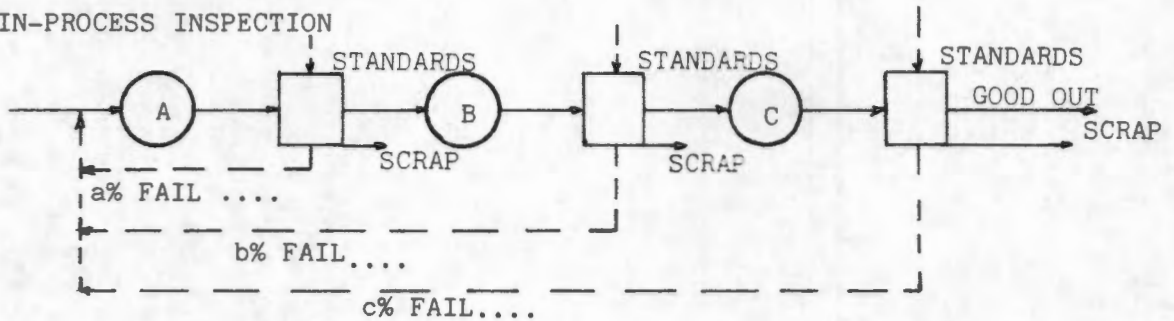 IN-PROCESS INSPECTION
STANDARDS
STANDARDS
STANDARDS
GOOD OUT
A
B
C
SCRAP
SCRAP
SCRAP
a% FAIL ....
b% FAIL....
c% FAIL....